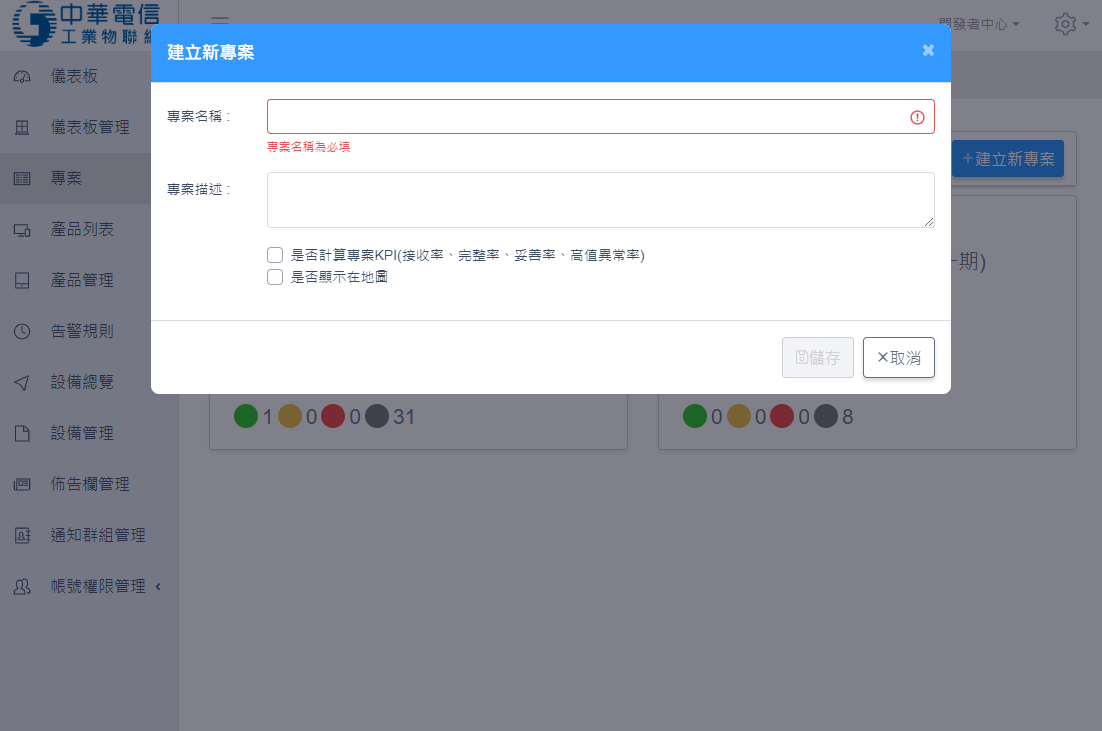 中華電信
工業物聯
開發者中心
建立新專案
儀表板
儀表板管理
專案
產品列表
產品管理
告警規則
設備總覽
設備管理
佈告欄管理
通知群組管理
帳號權限管理
專案名稱 :
專案名稱為必填
專案描述 :
是否計算專案KPI(接收率、完整率、妥善率、高值異常率)
是否顯示在地圖
儲存
取消
+建立新專案
期)
1 0 0 31
0 0 0 8